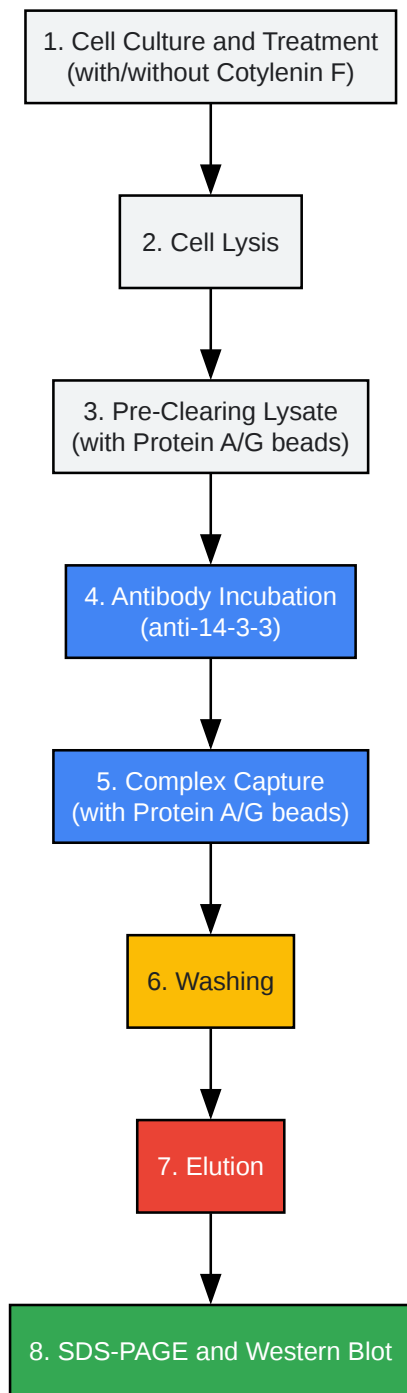 1. Cell Culture and Treatment
(with/without Cotylenin F)
2. Cell Lysis
3. Pre-Clearing Lysate
(with Protein A/G beads)
4. Antibody Incubation
(anti-14-3-3)
5. Complex Capture
(with Protein A/G beads)
6. Washing
7. Elution
8. SDS-PAGE and Western Blot